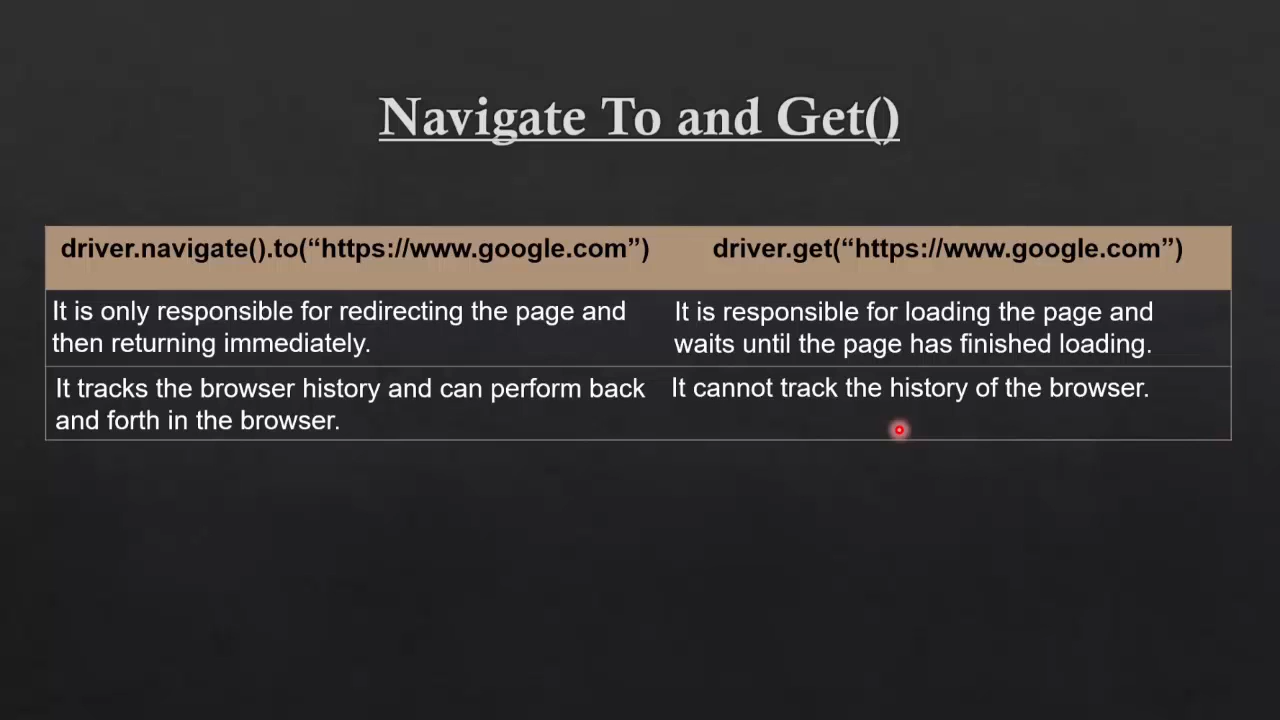 Navigate To and Get()
driver.navigate().to(“https://www.google.com”)
driver.get(“https://www.google.com”)
It is only responsible for redirecting the page and
then returning immediately.
It is responsible for loading the page and
waits until the page has finished loading.
It tracks the browser history and can perform back
and forth in the browser.
It cannot track the history of the browser.